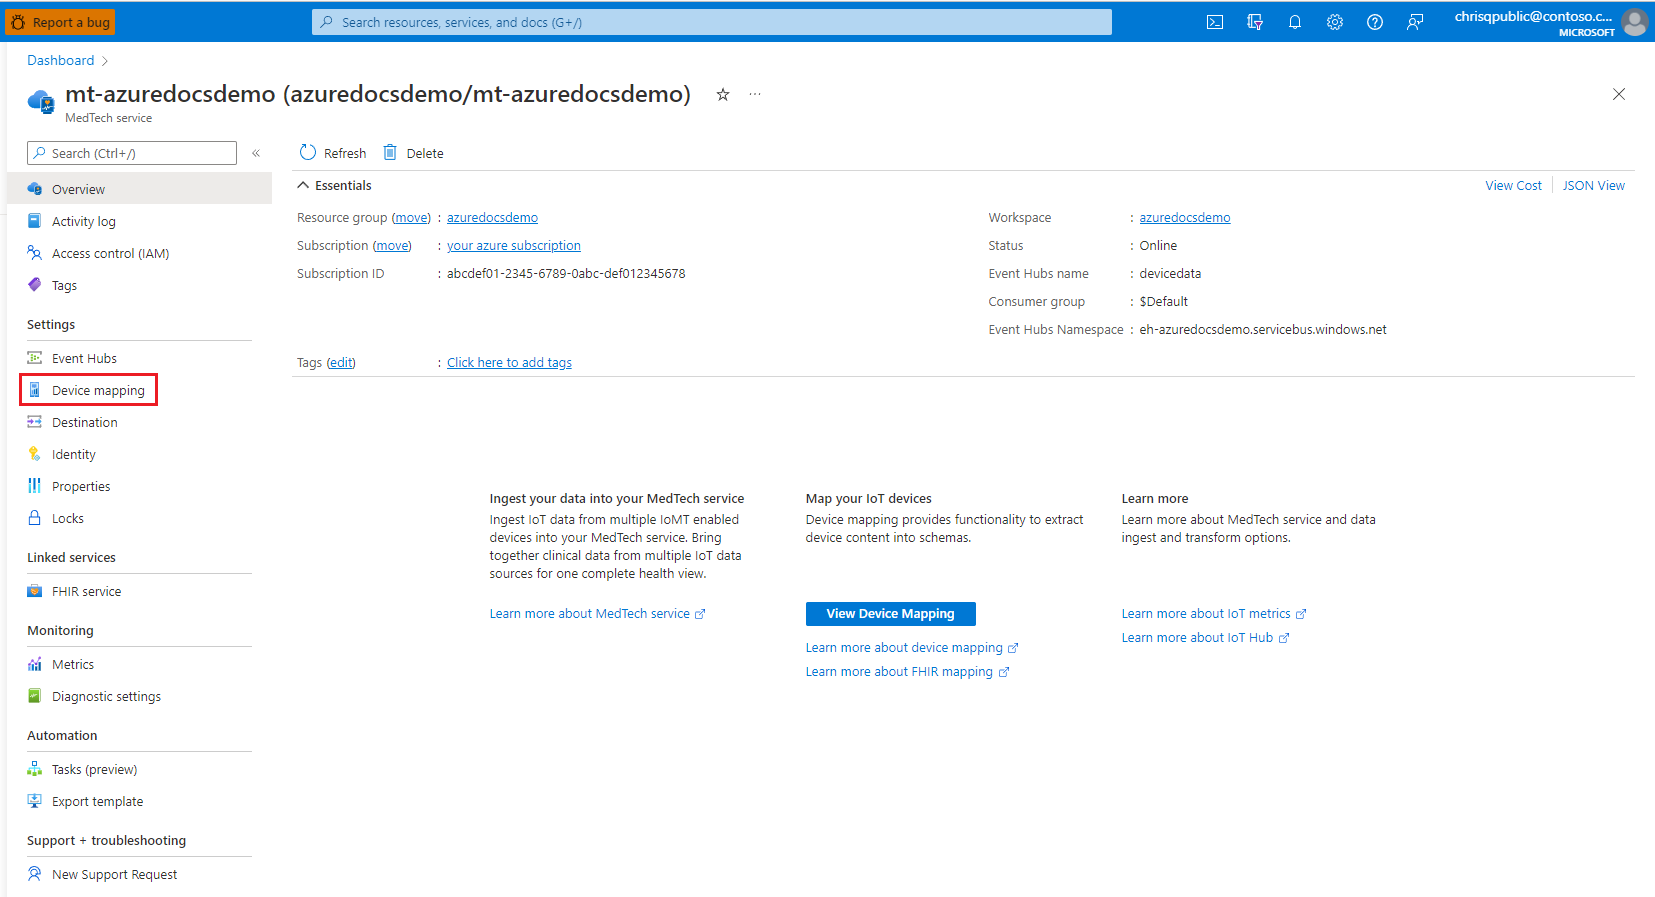 Report a bug
Search resources, services, and docs (G+/)
chrisqpublic@contoso.c...
MICROSOFT
Dashboard
mt-azuredocsdemo (azuredocsdemo/mt-azuredocsdemo)
MedTech service
Search (Ctrl+/)
Refresh
Delete
Overview
Activity log
Access control (IAM)
Tags
Settings
Event Hubs
Device mapping
Destination
Identity
Properties
Locks
Linked services
FHIR service
Monitoring
Metrics
Diagnostic settings
Automation
Tasks (preview)
Export template
Support + troubleshooting
New Support Request
Essentials
View Cost
JSON View
Resource group (move) : azuredocsdemo
Subscription (move) : your azure subscription
Subscription ID : abcdef01-2345-6789-0abc-def012345678
Workspace : azuredocsdemo
Status : Online
Event Hubs name : devicedata
Consumer group : $Default
Event Hubs Namespace : eh-azuredocsdemo.servicebus.windows.net
Tags (edit) : Click here to add tags
Ingest your data into your MedTech service
Ingest IoT data from multiple IoMT enabled
devices into your MedTech service. Bring
together clinical data from multiple IoT data
sources for one complete health view.
Learn more about MedTech service
Map your IoT devices
Device mapping provides functionality to extract
device content into schemas.
View Device Mapping
Learn more about device mapping
Learn more about FHIR mapping
Learn more
Learn more about MedTech service and data
ingest and transform options.
Learn more about IoT metrics
Learn more about IoT Hub